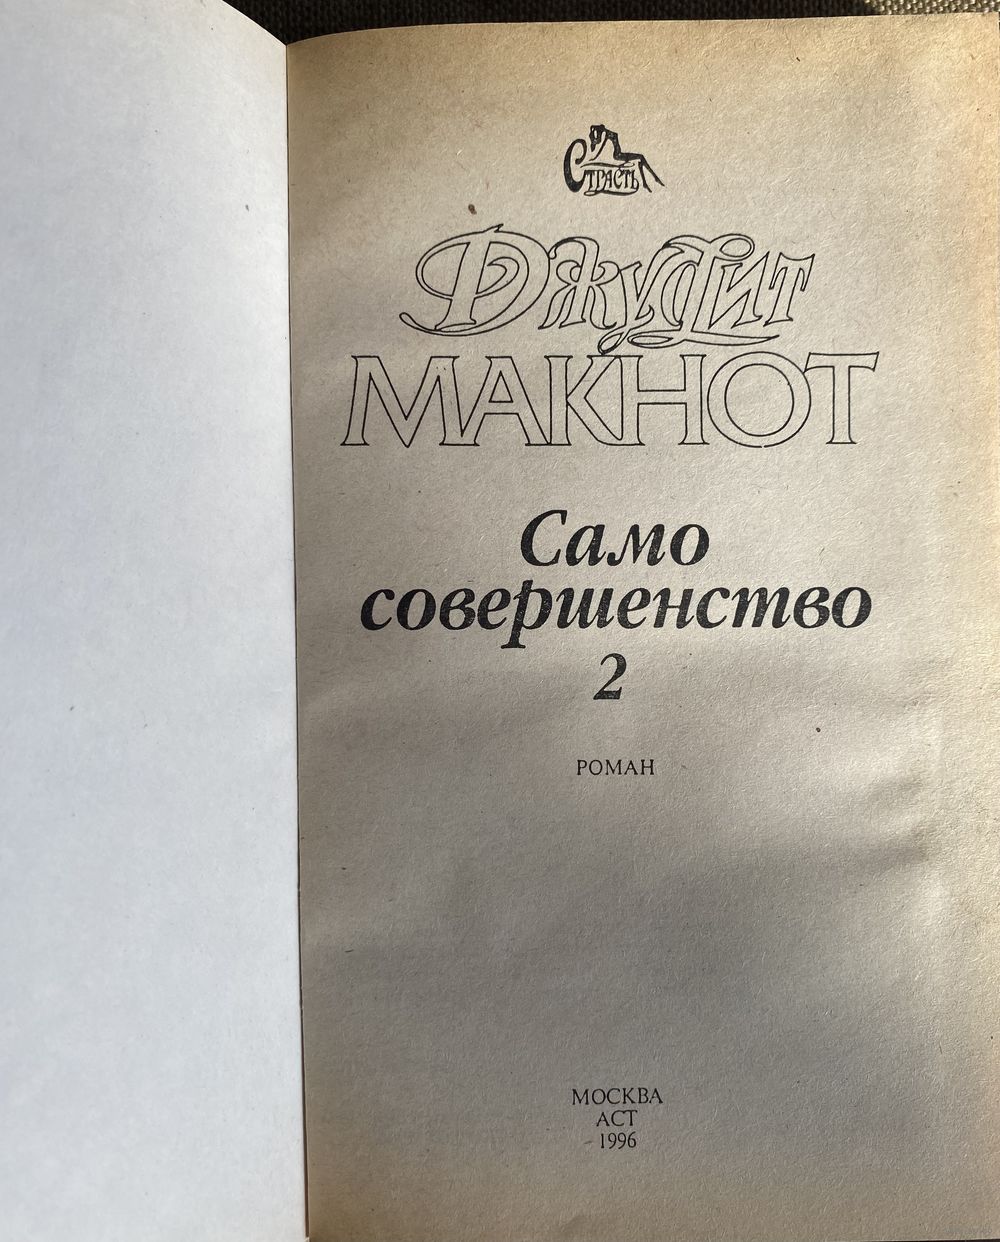 Страсть
Джудит
МАКНОТ
Само
совершенство
2
РОМАН
МОСКВА
АСТ
1996